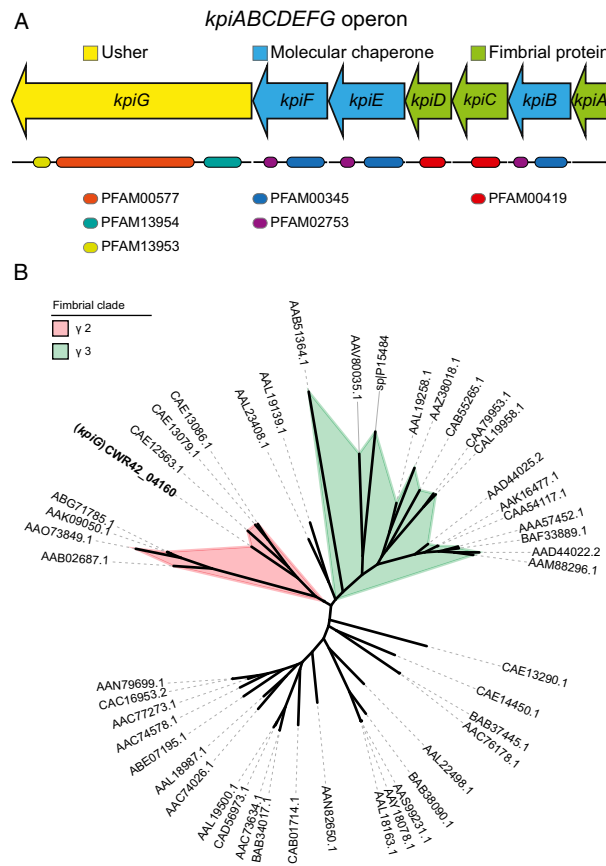 A
kpiABCDEFG operon
Usher
Molecular chaperone
Fimbrial protein
kpiG
kpiF
kpiE
kpiD
kpiC
kpiB
kpiA
PFAM00577
PFAM00345
PFAM00419
PFAM13954
PFAM02753
PFAM13953
B
Fimbrial clade
γ 2
γ 3
AAB51364.1
AAV80035.1
sp|P15484
AAL19258.1
AAZ38018.1
CAB55265.1
CAA79953.1
CAL19958.1
AAD44025.2
AAK16477.1
CAA54117.1
AAA57452.1
BAF33889.1
AAD44022.2
AAM88296.1
AAL19139.1
AAL23408.1
CAE13086.1
CAE13079.1
CAE12563.1
(kpiG) CWR42_04160
ABG71785.1
AAK09050.1
AAO73849.1
AAB02687.1
CAE13290.1
CAE14450.1
BAB37445.1
AAC76178.1
AAL22498.1
BAB38090.1
AAS99231.1
AAY18078.1
AAL18163.1
AAN82650.1
CAB01714.1
BAB34017.1
AAC73634.1
CAD56973.1
AAL19500.1
AAC74026.1
AAL18987.1
ABE07195.1
AAC74578.1
AAC77273.1
CAC16953.2
AAN79699.1